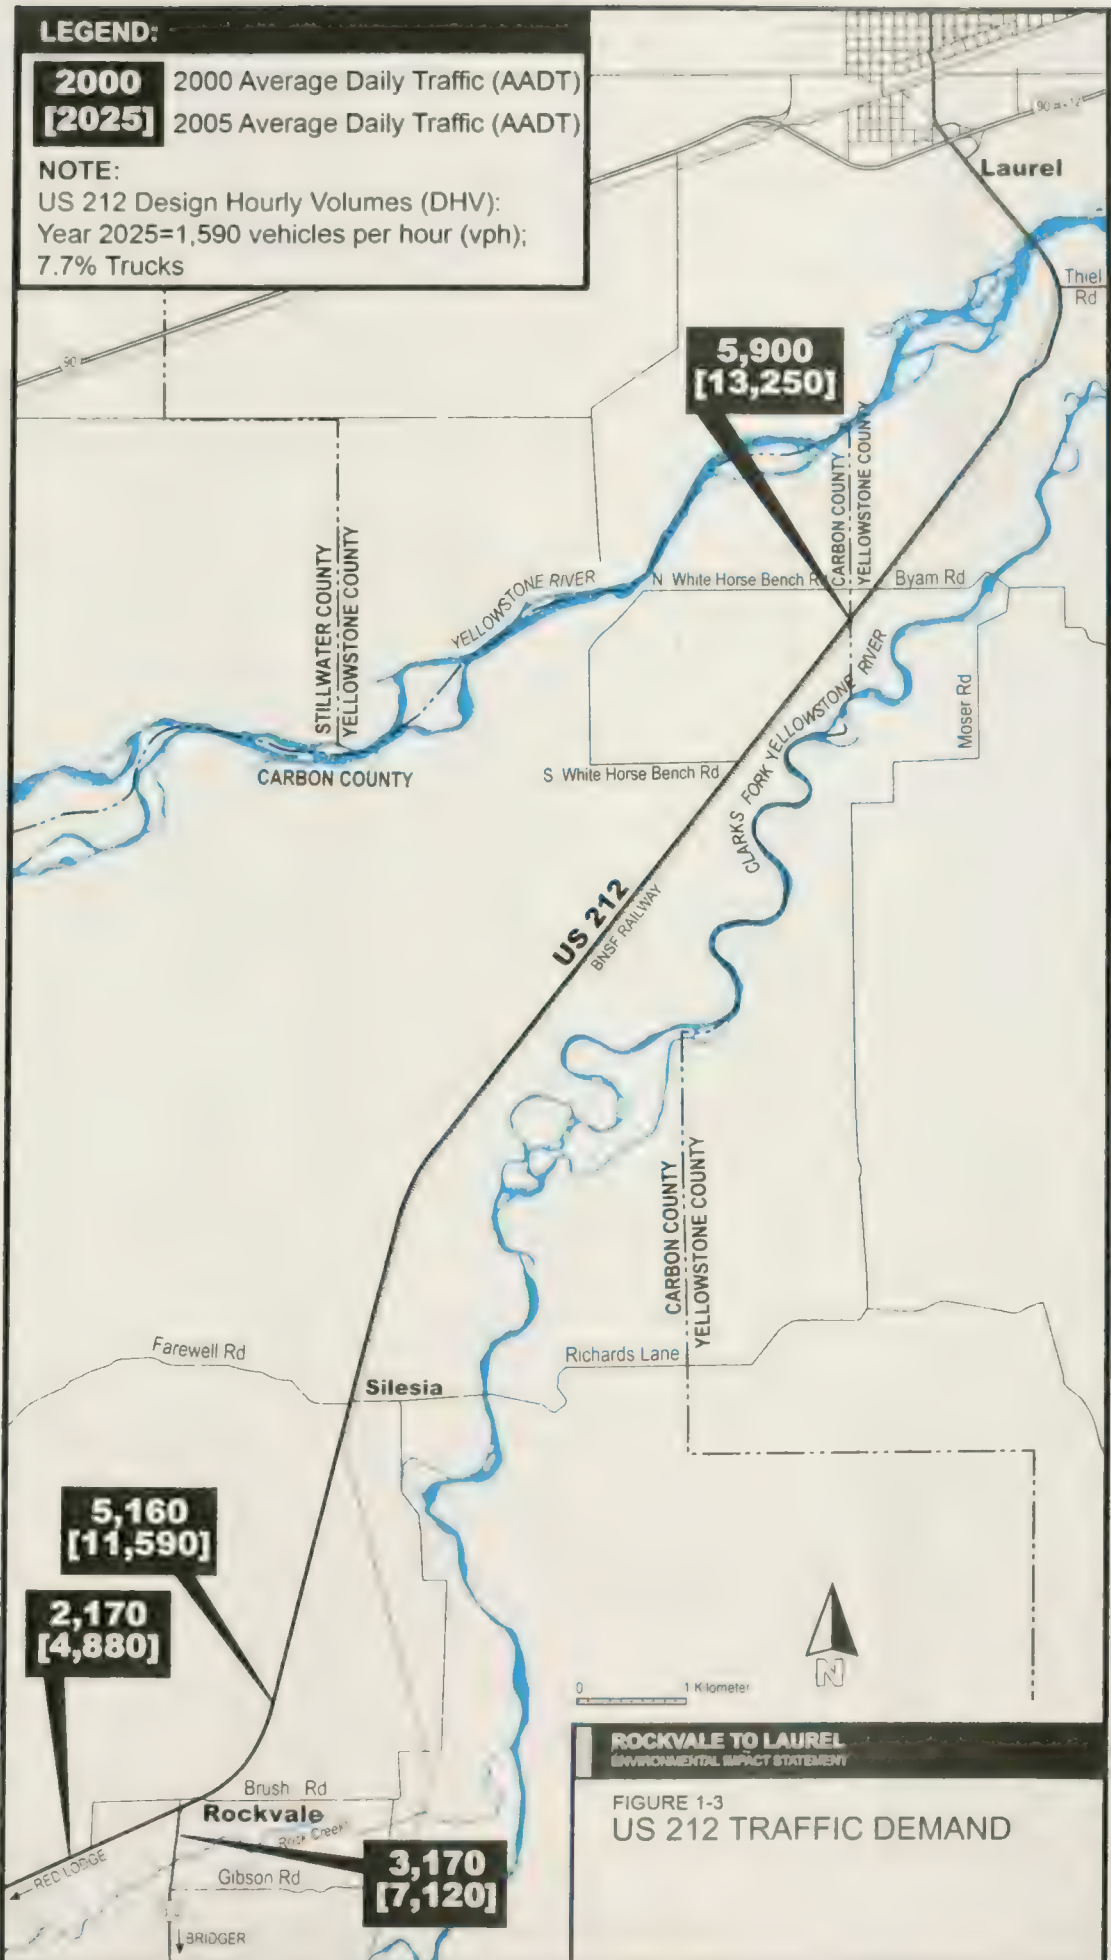 LEGEND:
2000 2000 Average Daily Traffic (AADT)
[2025] 2005 Average Daily Traffic (AADT)
NOTE:
US 212 Design Hourly Volumes (DHV):
Year 2025=1,590 vehicles per hour (vph);
7.7% Trucks
Laurel
Thiel
Rd
90
5,900
[13,250]
CARBON COUNTY
YELLOWSTONE COUNTY
N White Horse Bench
Byam Rd
YELLOWSTONE RIVER
STILLWATER COUNTY
YELLOWSTONE COUNTY
CARBON COUNTY
Moser Rd
S White Horse Bench Rd
CLARKS FORK YELLOWSTONE RIVER
US 212
BNSF RAILWAY
CARBON COUNTY
YELLOWSTONE COUNTY
Farewell Rd
Richards Lane
Silesia
5,160
[11,590]
2,170
[4,880]
N
0 1 Kilometer
Brush Rd
Rockvale
Rock Creek
RED LODGE
Gibson Rd
3,170
[7,120]
BRIDGER
ROCKVALE TO LAUREL
ENVIRONMENTAL IMPACT STATEMENT
FIGURE 1-3
US 212 TRAFFIC DEMAND